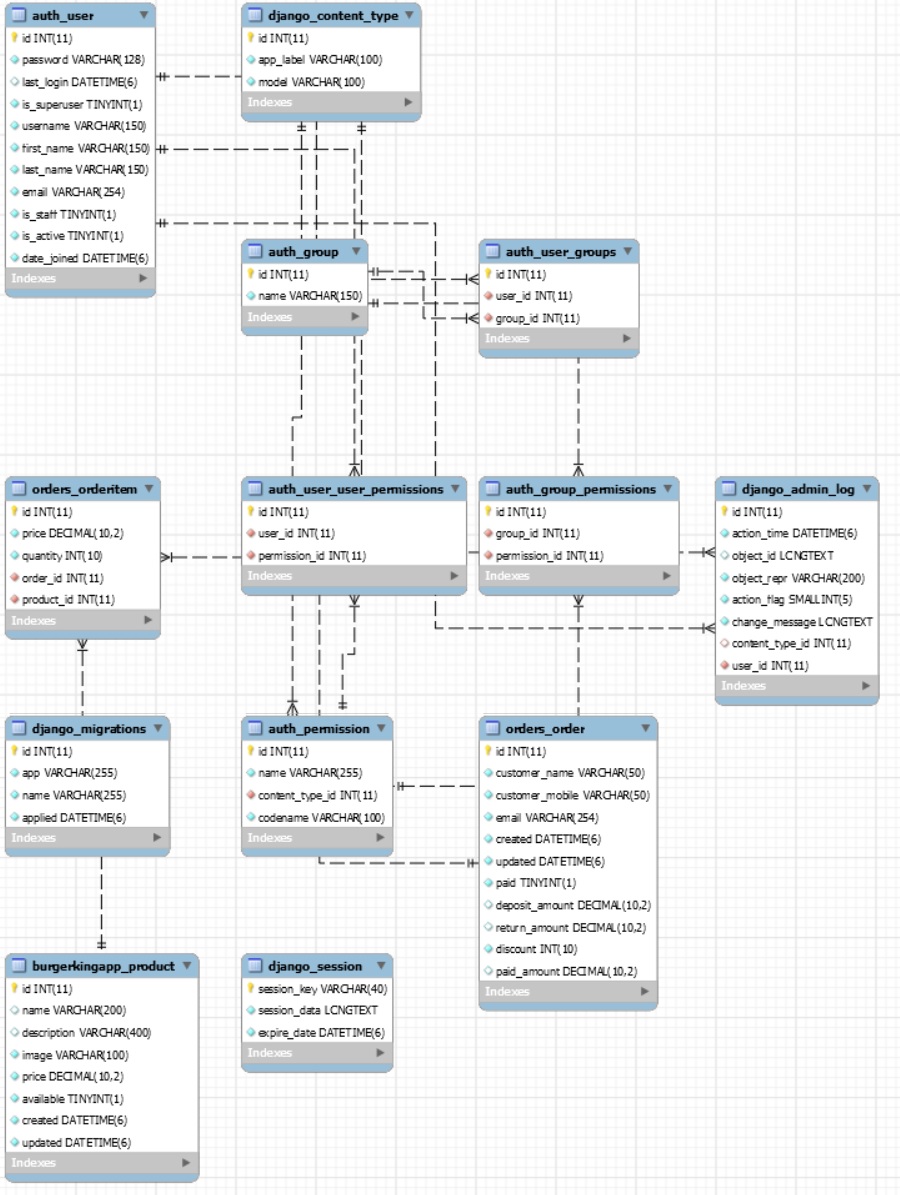 auth_user
id INT(11)
password VARCHAR(128)
last_login DATETIME(6)
is_superuser TINYINT(1)
username VARCHAR(150)
first_name VARCHAR(150)
last_name VARCHAR(150)
email VARCHAR(254)
is_staff TINYINT(1)
is_active TINYINT(1)
date_joined DATETIME(6)
Indexes
django_content_type
id INT(11)
app_label VARCHAR(100)
model VARCHAR(100)
Indexes
auth_group
id INT(11)
name VARCHAR(150)
Indexes
auth_user_groups
id INT(11)
user_id INT(11)
group_id INT(11)
Indexes
orders_orderitem
id INT(11)
price DECIMAL(10,2)
quantity INT(10)
order_id INT(11)
product_id INT(11)
Indexes
auth_user_user_permissions
id INT(11)
user_id INT(11)
permission_id INT(11)
Indexes
auth_group_permissions
id INT(11)
group_id INT(11)
permission_id INT(11)
Indexes
django_admin_log
id INT(11)
action_time DATETIME(6)
object_id LONGTEXT
object_repr VARCHAR(200)
action_flag SMALLINT(5)
change_message LONGTEXT
content_type_id INT(11)
user_id INT(11)
Indexes
django_migrations
id INT(11)
app VARCHAR(255)
name VARCHAR(255)
applied DATETIME(6)
Indexes
auth_permission
id INT(11)
name VARCHAR(255)
content_type_id INT(11)
codename VARCHAR(100)
Indexes
orders_order
id INT(11)
customer_name VARCHAR(50)
customer_mobile VARCHAR(50)
email VARCHAR(254)
created DATETIME(6)
updated DATETIME(6)
paid TINYINT(1)
deposit_amount DECIMAL(10,2)
return_amount DECIMAL(10,2)
discount INT(10)
paid_amount DECIMAL(10,2)
Indexes
burgerkingapp_product
id INT(11)
name VARCHAR(200)
description VARCHAR(400)
image VARCHAR(100)
price DECIMAL(10,2)
available TINYINT(1)
created DATETIME(6)
updated DATETIME(6)
Indexes
django_session
session_key VARCHAR(40)
session_data LONGTEXT
expire_date DATETIME(6)
Indexes